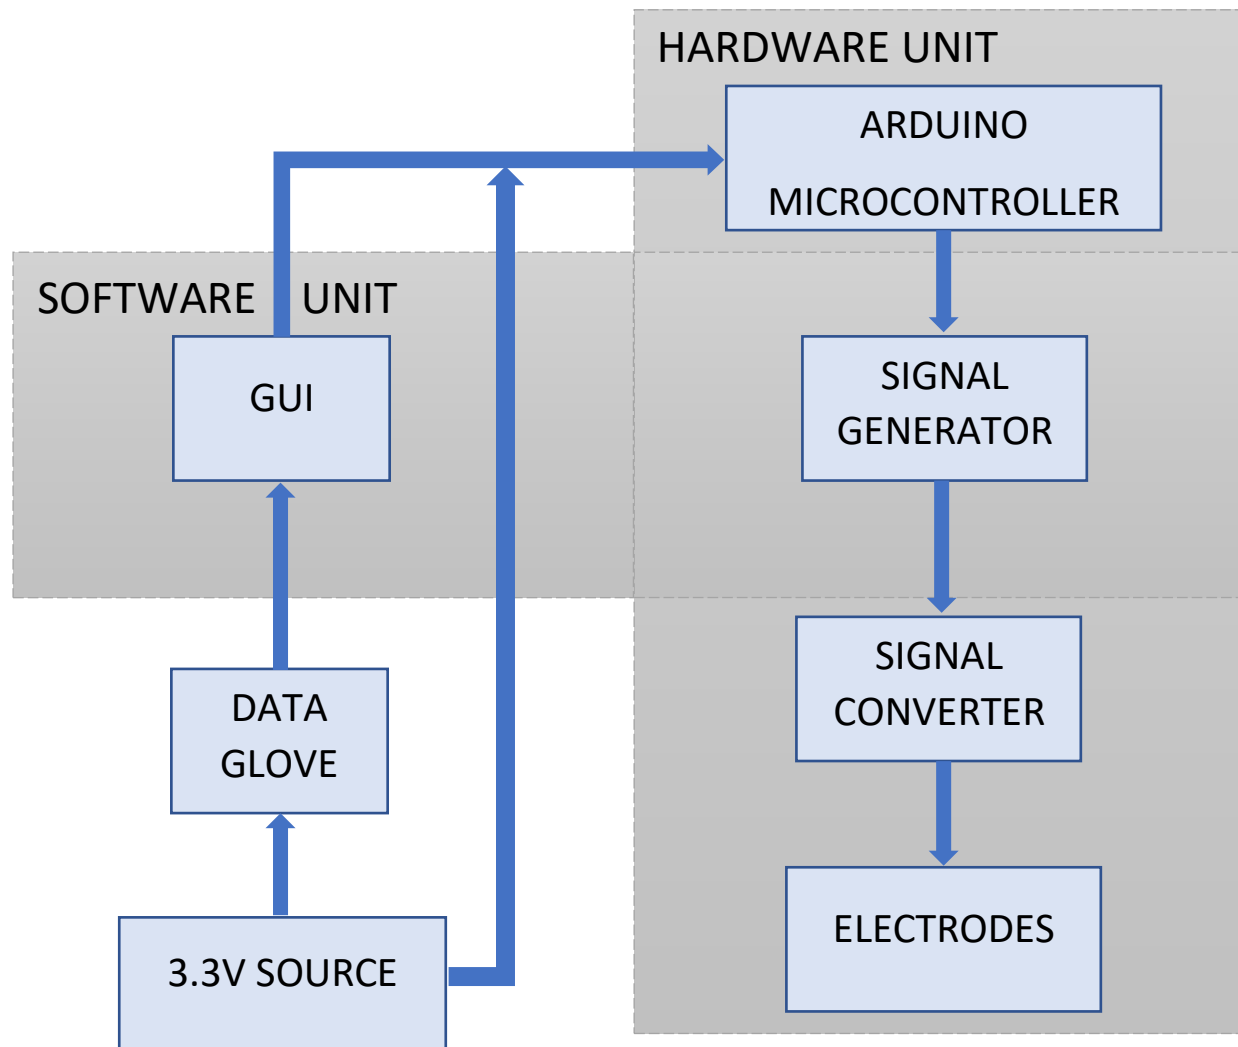 HARDWARE UNIT
ARDUINO
MICROCONTROLLER
SOFTWARE UNIT
GUI
SIGNAL
GENERATOR
SIGNAL
CONVERTER
DATA
GLOVE
ELECTRODES
3.3V SOURCE